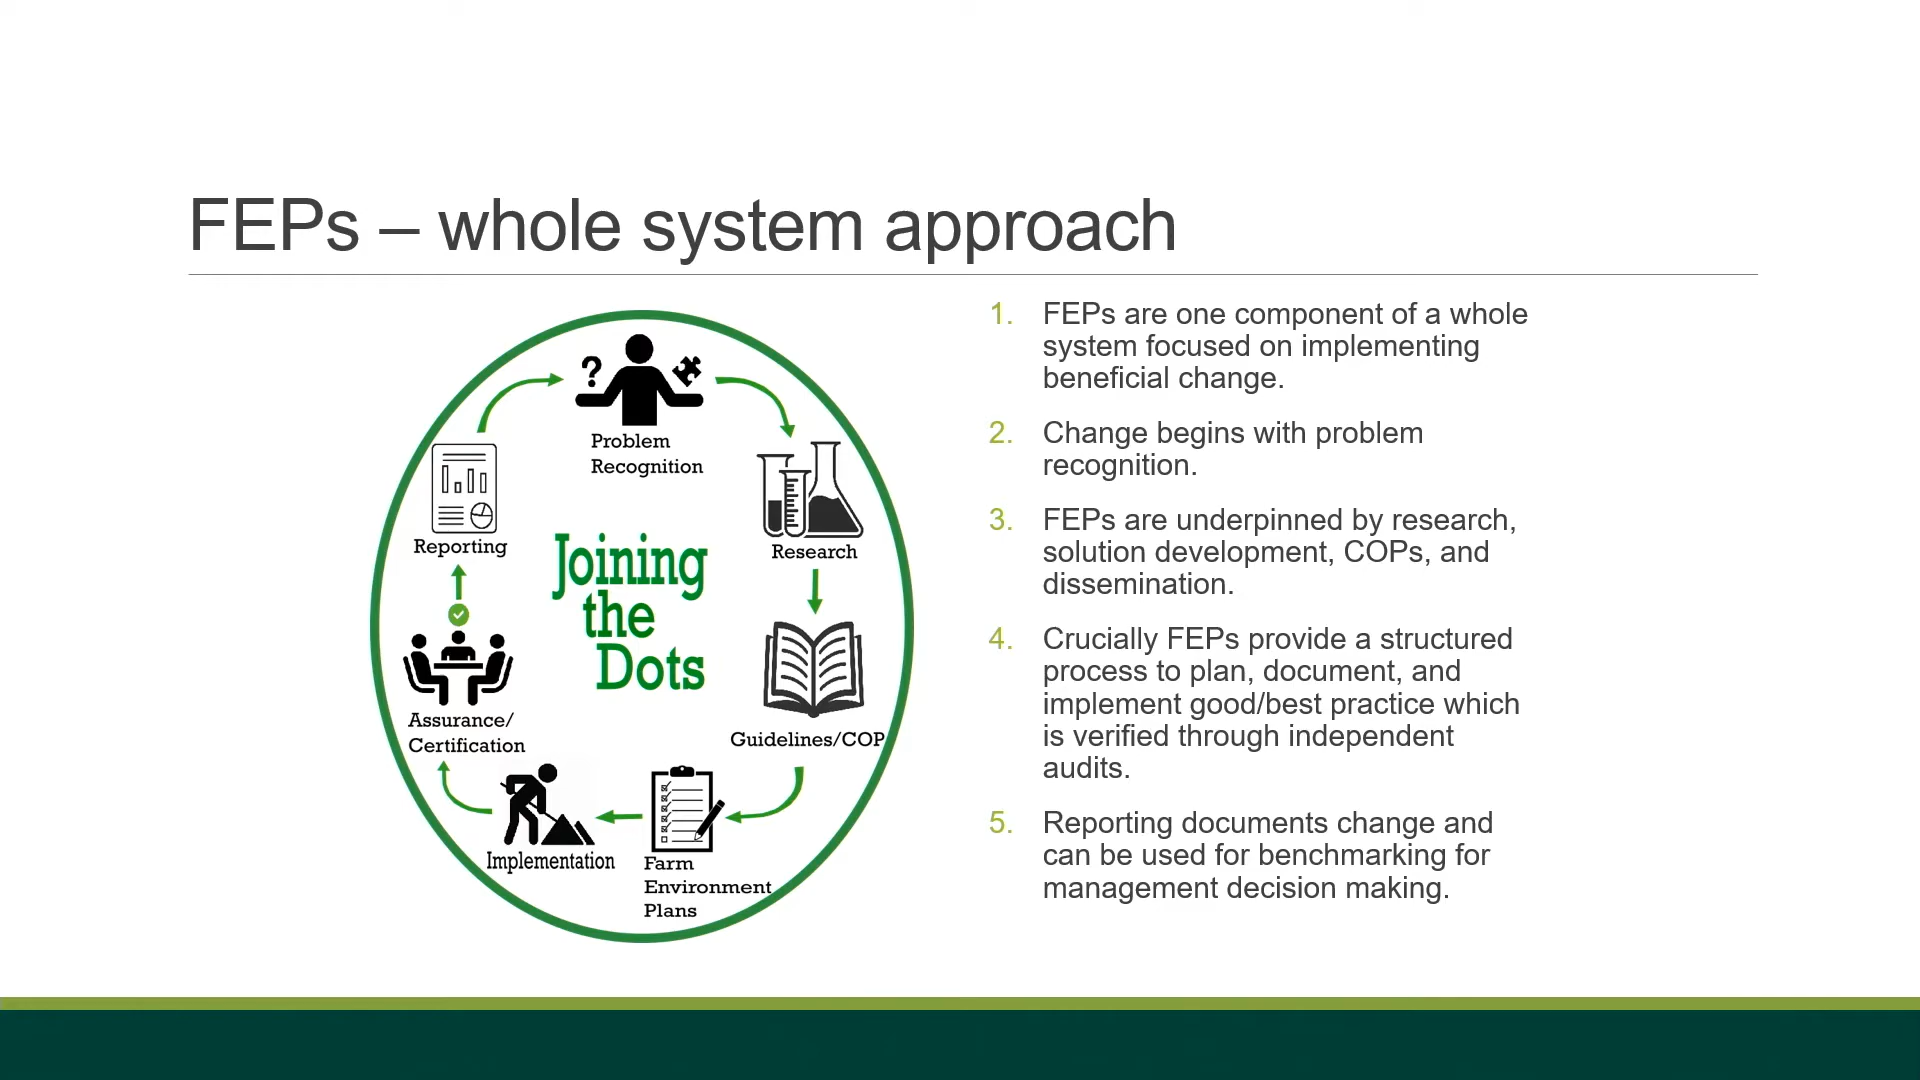 FEPs – whole system approach
Problem
Recognition
Research
Guidelines/COP
Farm
Environment
Plans
Implementation
Assurance/
Certification
Reporting
Joining
the
Dots
?
1. FEPs are one component of a whole
system focused on implementing
beneficial change.
2. Change begins with problem
recognition.
3. FEPs are underpinned by research,
solution development, COPs, and
dissemination.
4. Crucially FEPs provide a structured
process to plan, document, and
implement good/best practice which
is verified through independent
audits.
5. Reporting documents change and
can be used for benchmarking for
management decision making.